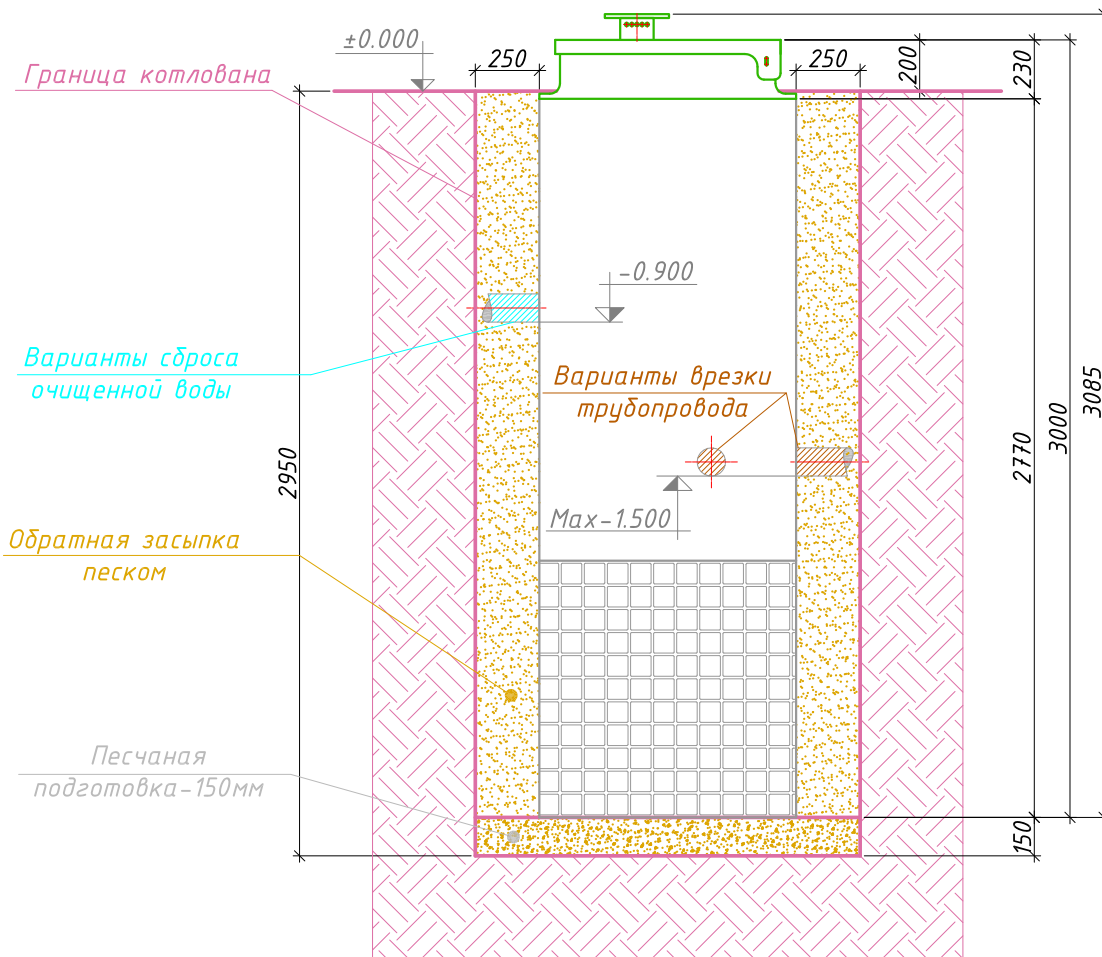 ±0.000
Граница котлована
250
250
200
230
-0.900
Варианты сброса
очищенной воды
Варианты врезки
трубопровода
3085
3000
2770
2950
Max-1.500
Обратная засыпка
песком
Песчаная
подготовка-150мм
150